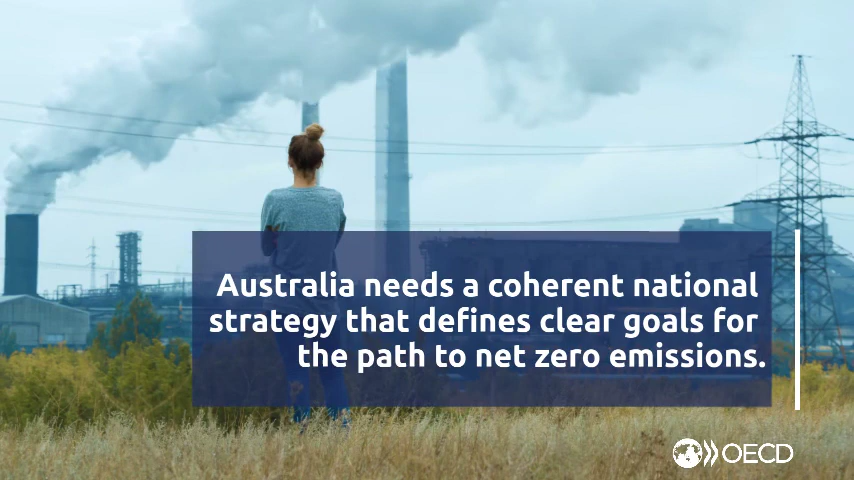 Australia needs a coherent national
strategy that defines clear goals for
the path to net zero emissions.
OECD